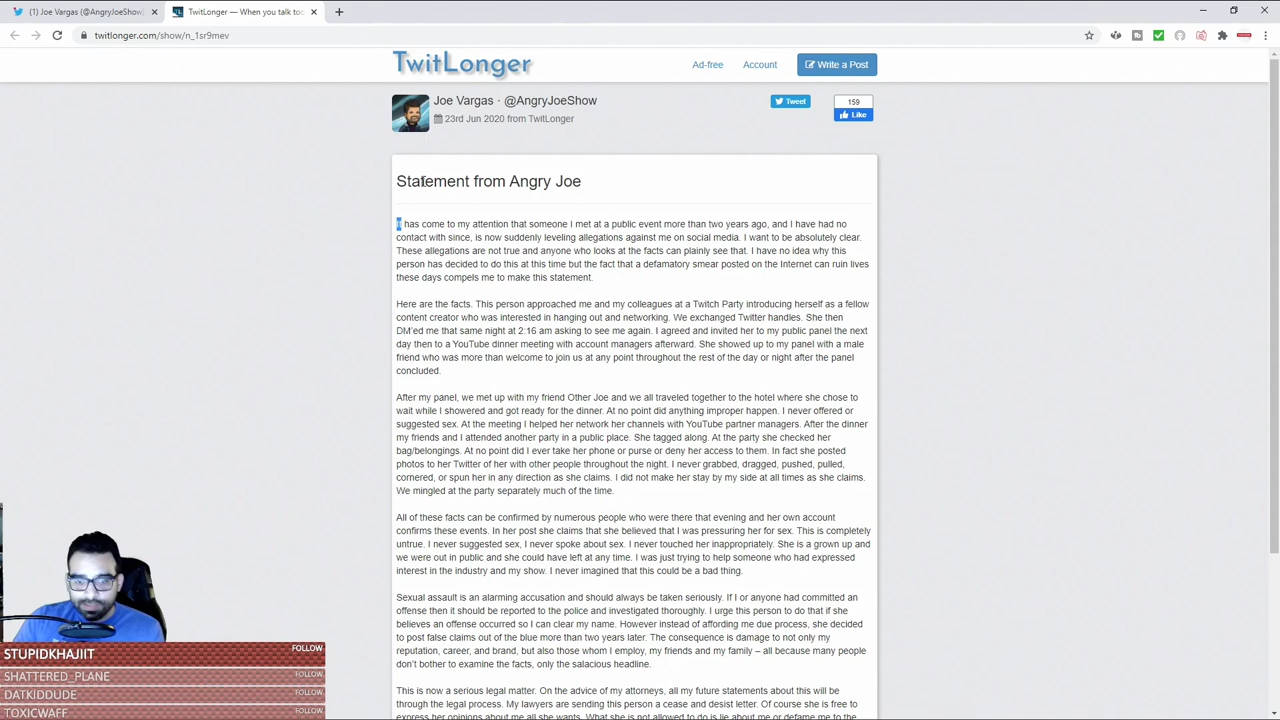 (1) Joe Vargas (@AngryJoeShow)
TwitLonger — When you talk too
twitlonger.com/show/n_1sr9mev
TwitLonger
Ad-free
Account
Write a Post
Joe Vargas · @AngryJoeShow
23rd Jun 2020 from TwitLonger
Tweet
159
Like
Statement from Angry Joe
It has come to my attention that someone I met at a public event more than two years ago, and I have had no
contact with since, is now suddenly leveling allegations against me on social media. I want to be absolutely clear.
These allegations are not true and anyone who looks at the facts can plainly see that. I have no idea why this
person has decided to do this at this time but the fact that a defamatory smear posted on the Internet can ruin lives
these days compels me to make this statement.
Here are the facts. This person approached me and my colleagues at a Twitch Party introducing herself as a fellow
content creator who was interested in hanging out and networking. We exchanged Twitter handles. She then
DM'ed me that same night at 2:16 am asking to see me again. I agreed and invited her to my public panel the next
day then to a YouTube dinner meeting with account managers afterward. She showed up to my panel with a male
friend who was more than welcome to join us at any point throughout the rest of the day or night after the panel
concluded.
After my panel, we met up with my friend Other Joe and we all traveled together to the hotel where she chose to
wait while I showered and got ready for the dinner. At no point did anything improper happen. I never offered or
suggested sex. At the meeting I helped her network her channels with YouTube partner managers. After the dinner
my friends and I attended another party in a public place. She tagged along. At the party she checked her
bag/belongings. At no point did I ever take her phone or purse or deny her access to them. In fact she posted
photos to her Twitter of her with other people throughout the night. I never grabbed, dragged, pushed, pulled,
cornered, or spun her in any direction as she claims. I did not make her stay by my side at all times as she claims.
We mingled at the party separately much of the time.
All of these facts can be confirmed by numerous people who were there that evening and her own account
confirms these events. In her post she claims that she believed that I was pressuring her for sex. This is completely
untrue. I never suggested sex, I never spoke about sex. I never touched her inappropriately. She is a grown up and
we were out in public and she could have left at any time. I was just trying to help someone who had expressed
interest in the industry and my show. I never imagined that this could be a bad thing.
Sexual assault is an alarming accusation and should always be taken seriously. If I or anyone had committed an
offense then it should be reported to the police and investigated thoroughly. I urge this person to do that if she
believes an offense occurred so I can clear my name. However instead of affording me due process, she decided
to post false claims out of the blue more than two years later. The consequence is damage to not only my
reputation, career, and brand, but also those whom I employ, my friends and my family – all because many people
don't bother to examine the facts, only the salacious headline.
This is now a serious legal matter. On the advice of my attorneys, all my future statements about this will be
through the legal process. My lawyers are sending this person a cease and desist letter. Of course she is free to
express her opinions about me all she wants. What she is not allowed to do is lie about me or defame me to the
STUPIDKHAJIIT FOLLOW
SHATTERED_PLANE FOLLOW
DATKIDDUDE FOLLOW
TOXICWAFF FOLLOW